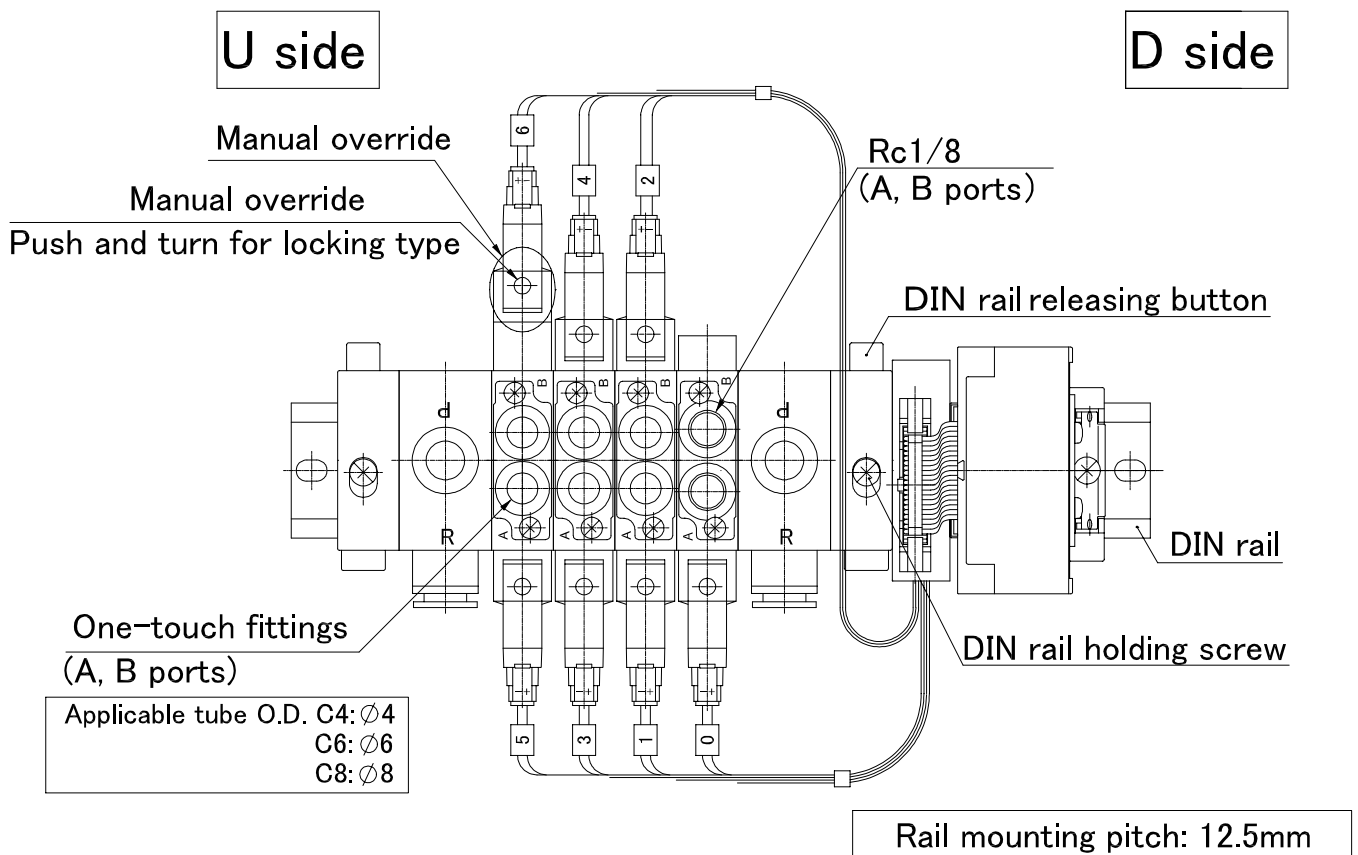 U side
D side
Manual override
Manual override
Push and turn for locking type
Rc1/8
(A, B ports)
DIN rail releasing button
6
4
2
+-
+-
+-
B
B
B
B
P
P
A
A
A
A
R
R
DIN rail
DIN rail holding screw
One-touch fittings
(A, B ports)
Applicable tube O.D. C4:∅4
C6:∅6
C8:∅8
-+
-+
-+
-+
5
3
1
0
Rail mounting pitch: 12.5mm